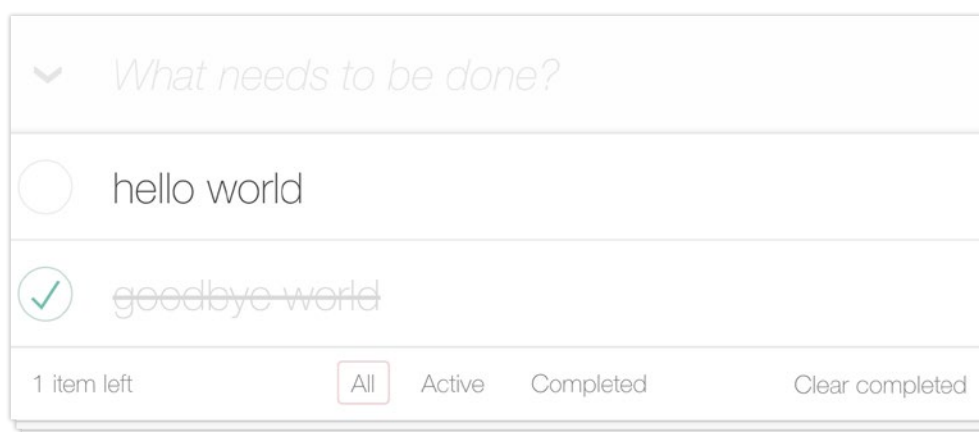 What needs to be done?
hello world
goodbye world
1 item left All Active Completed Clear completed